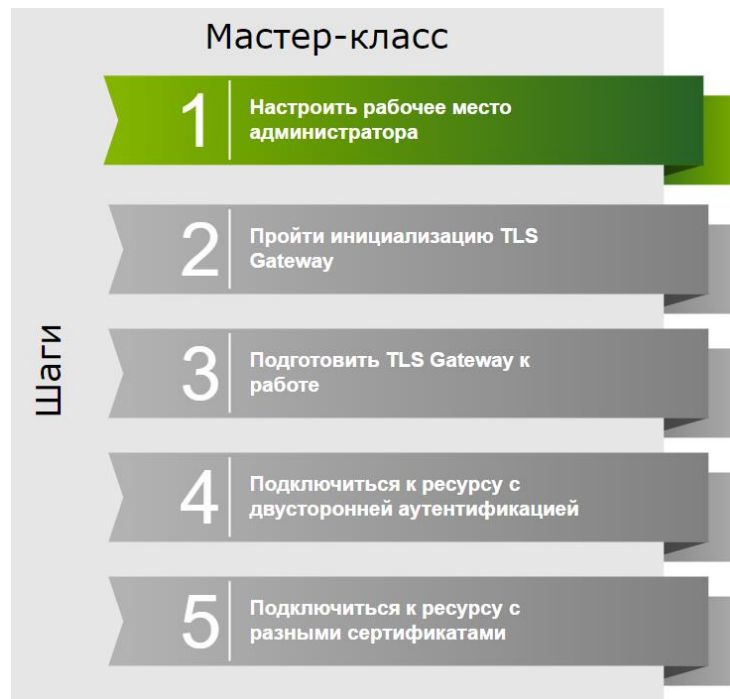 Мастер-класс
Шаги
1
Настроить рабочее место
администратора
2
Пройти инициализацию TLS
Gateway
3
Подготовить TLS Gateway к
работе
4
Подключиться к ресурсу с
двусторонней аутентификацией
5
Подключиться к ресурсу с
разными сертификатами